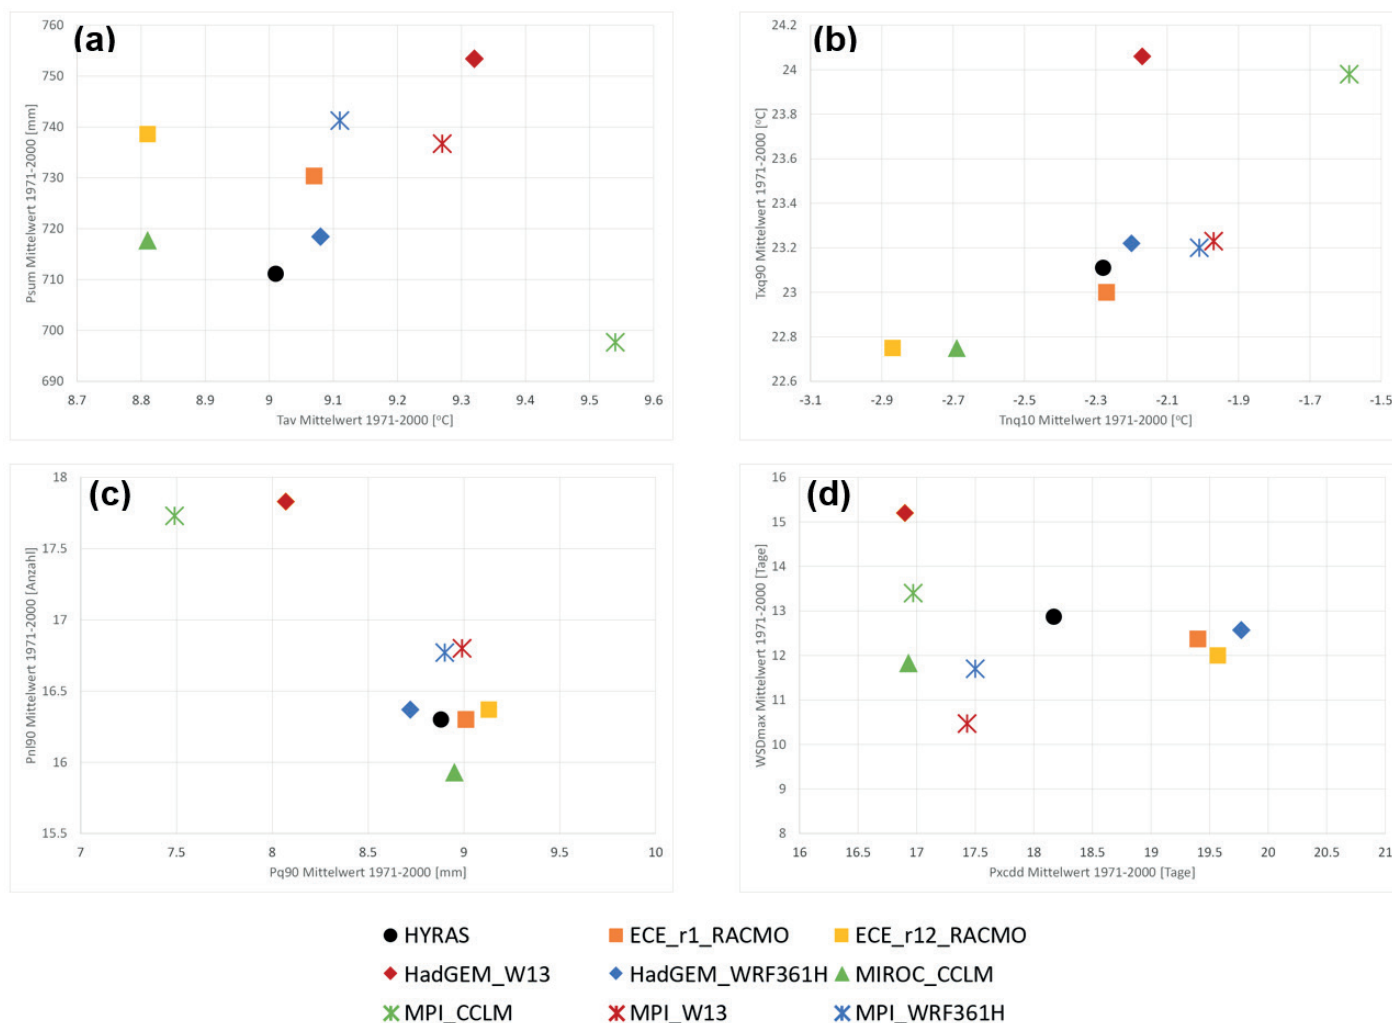 (a)
760
750
740
730
720
710
700
690
Psum Mittelwert 1971-2000 [mm]
8.7 8.8 8.9 9 9.1 9.2 9.3 9.4 9.5 9.6
Tav Mittelwert 1971-2000 [°C]
(b)
24.2
24
23.8
23.6
23.4
23.2
23
22.8
22.6
Txq90 Mittelwert 1971-2000 [°C]
-3.1 -2.9 -2.7 -2.5 -2.3 -2.1 -1.9 -1.7 -1.5
Tnq10 Mittelwert 1971-2000 [°C]
(c)
18
17.5
17
16.5
16
15.5
Pnl90 Mittelwert 1971-2000 [Anzahl]
7 7.5 8 8.5 9 9.5 10
Pq90 Mittelwert 1971-2000 [mm]
(d)
16
15
14
13
12
11
10
9
8
WSDmax Mittelwert 1971-2000 [Tage]
16 16.5 17 17.5 18 18.5 19 19.5 20 20.5 21
Pxcdd Mittelwert 1971-2000 [Tage]
HYRAS ECE_r1_RACMO ECE_r12_RACMO
HadGEM_W13 HadGEM_WRF361H MIROC_CCLM
MPI_CCLM MPI_W13 MPI_WRF361H